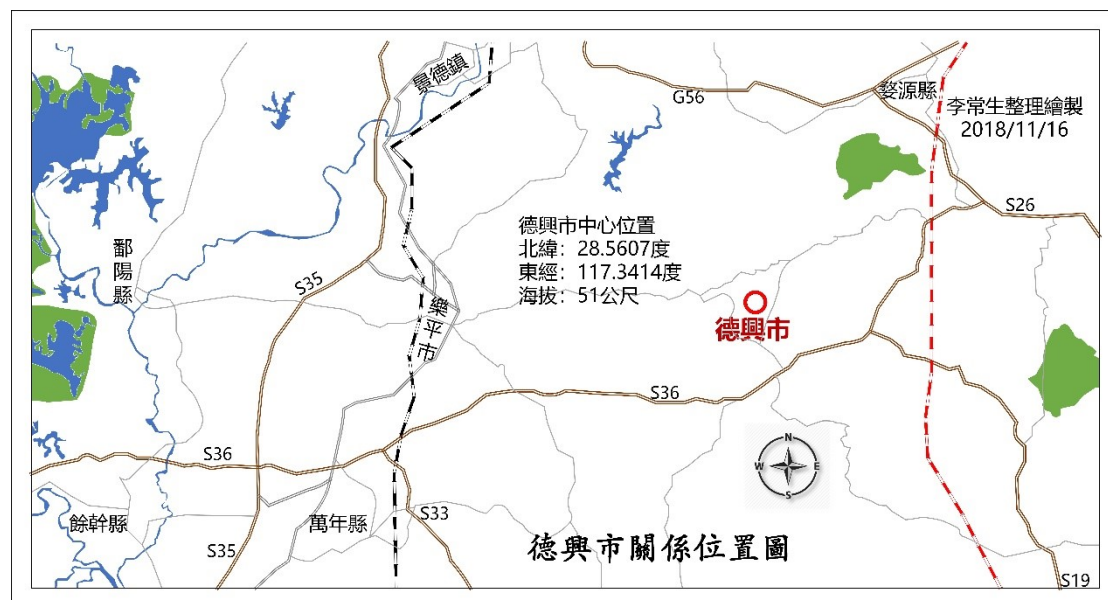 景德鎮
G56
婺源縣
李常生整理繪製
2018/11/16
S26
德興市中心位置
北緯：28.5607度
東經：117.3414度
海拔：51公尺
鄱陽縣
S35
樂平市
德興市
S36
S36
N
W E
S
餘幹縣
萬年縣
S33
S35
德興市關係位置圖
S19